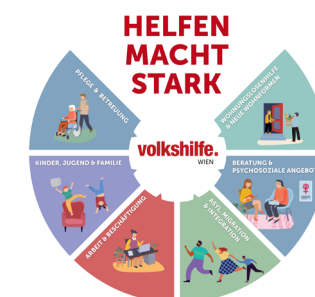 HELFEN
MACHT
STARK
PFLEGE & BETREUUNG
WOHNUNGSLOSENHILFE
& NEUE WOHNFORMEN
volkshilfe.
WIEN
KINDER, JUGEND & FAMILIE
BERATUNG &
PSYCHOSOZIALE ANGEBOT
ARBEIT & BESCHÄFTIGUNG
ASYL, MIGRATION
& INTEGRATION